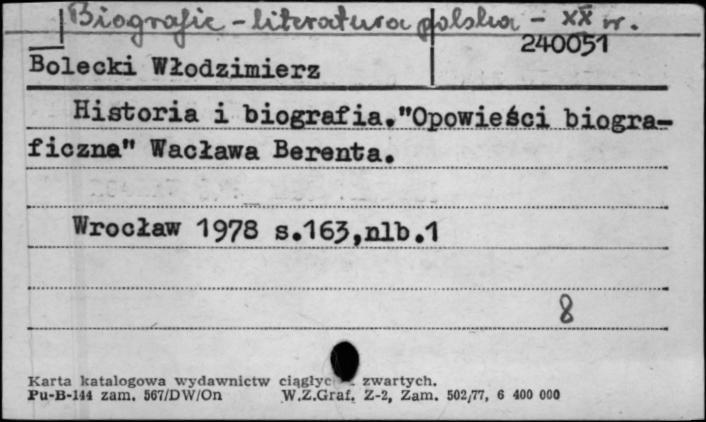 Biografie - literatura polska - XX w.
240051
Bolecki Włodzimierz
Historia i biografia."Opowieści biogra-
ficzna" Wacława Berenta.
Wrocław 1978 s.163,nlb.1
8
Karta katalogowa wydawnictw zwartych.
Pu-B-144 zam. 567/DW/On W.Z.Graf. Z-2, Zam. 502/77, 6 400 000